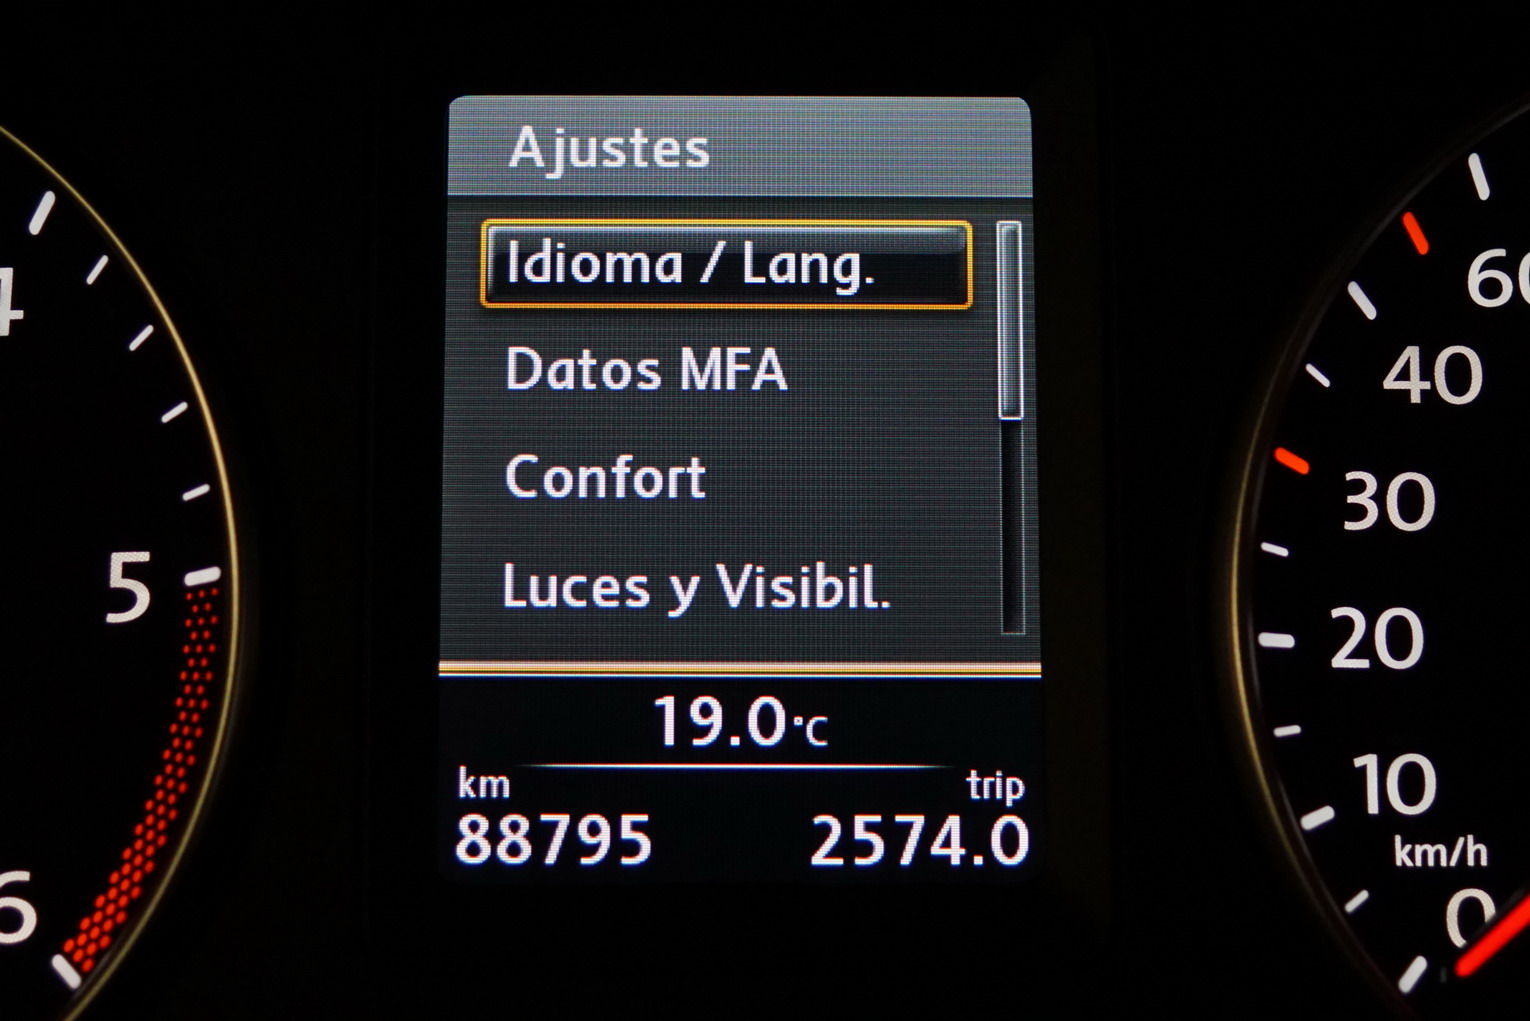 Ajustes
Idioma / Lang.
Datos MFA
Confort
Luces y Visibil.
19.0°C
km trip
88795 2574.0
4
5
6
60
40
30
20
10
km/h
0